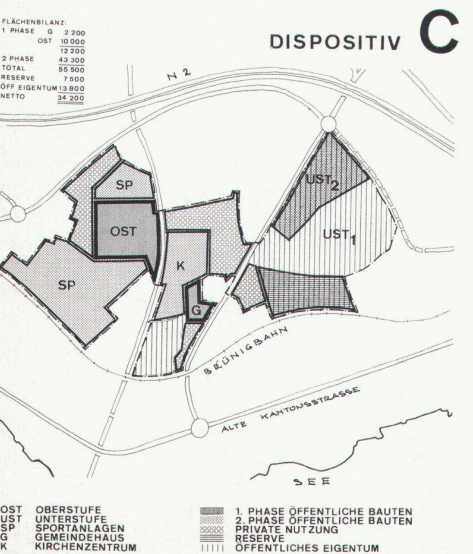 FLÄCHENBILANZ:
1 PHASE G 2 200
OST 10 000
12 200
2 PHASE 43 300
TOTAL 55 500
RESERVE 7 500
ÖFF EIGENTUM 13 800
NETTO 34 200
DISPOSITIV C
N 2
SP
UST2
OST
UST1
K
SP
G
BRÜNIGBAHN
ALTE KANTONSSTRASSE
SEE
OST OBERSTUFE
UST UNTERSTUFE
SP SPORTANLAGEN
G GEMEINDEHAUS
K KIRCHENZENTRUM
1. PHASE ÖFFENTLICHE BAUTEN
2. PHASE ÖFFENTLICHE BAUTEN
PRIVATE NUTZUNG
RESERVE
ÖFFENTLICHES EIGENTUM